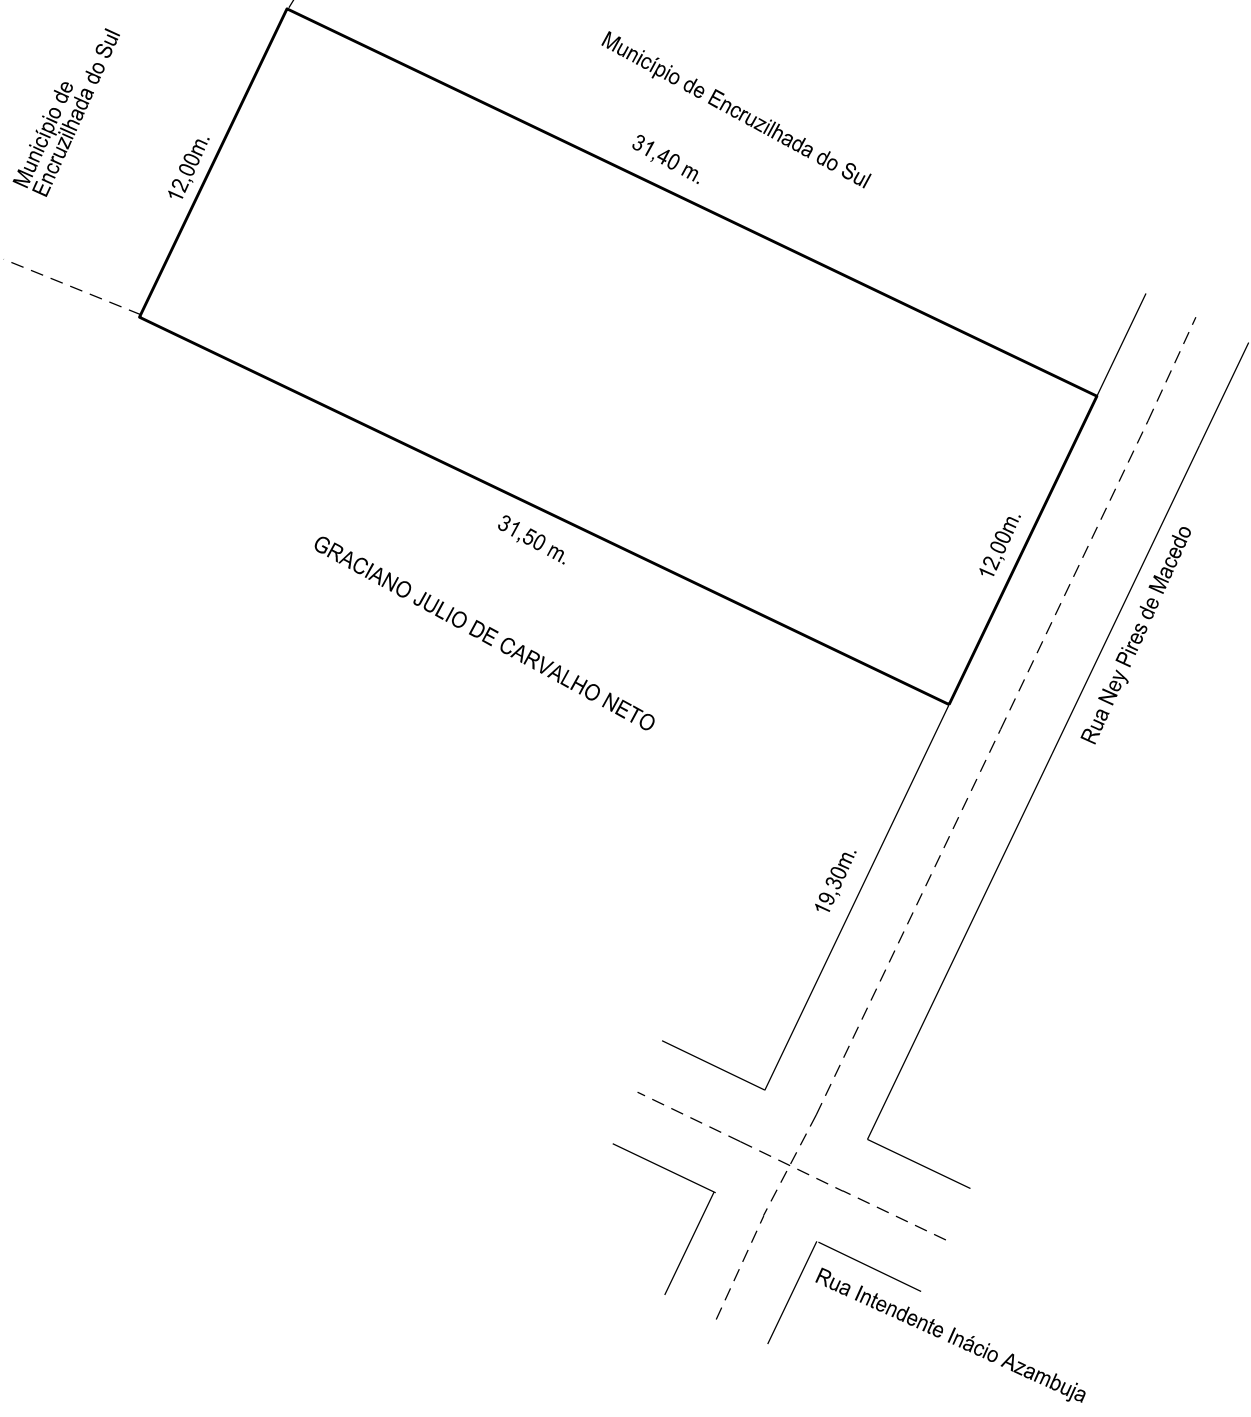 Município de
Encruzilhada do Sul
Município de Encruzilhada do Sul
12,00m.
31,40 m.
31,50 m.
12,00m.
GRACIANO JULIO DE CARVALHO NETO
Rua Ney Pires de Macedo
19,30m.
Rua Intendente Inácio Azambuja